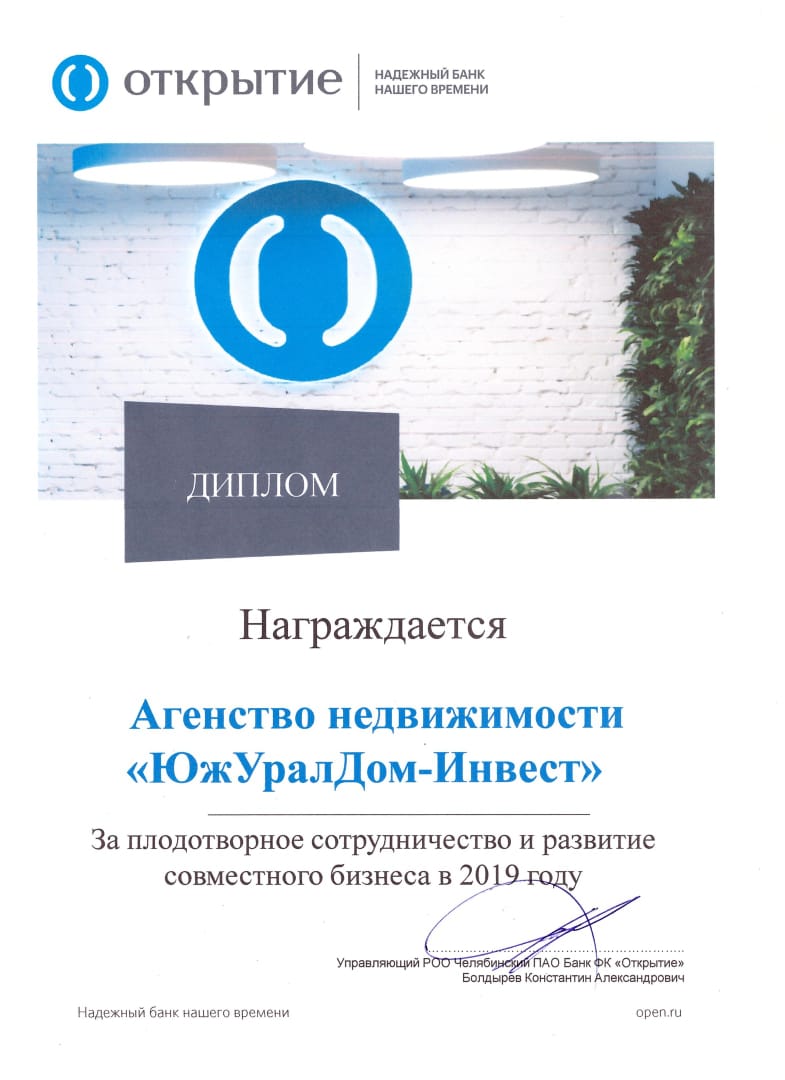 открытие
НАДЕЖНЫЙ БАНК
НАШЕГО ВРЕМЕНИ
ДИПЛОМ
Награждается
Агенство недвижимости
«ЮжУралДом-Инвест»
За плодотворное сотрудничество и развитие
совместного бизнеса в 2019 году
Управляющий РОО Челябинский ПАО Банк ФК «Открытие»
Болдырев Константин Александрович
Надежный банк нашего времени
open.ru